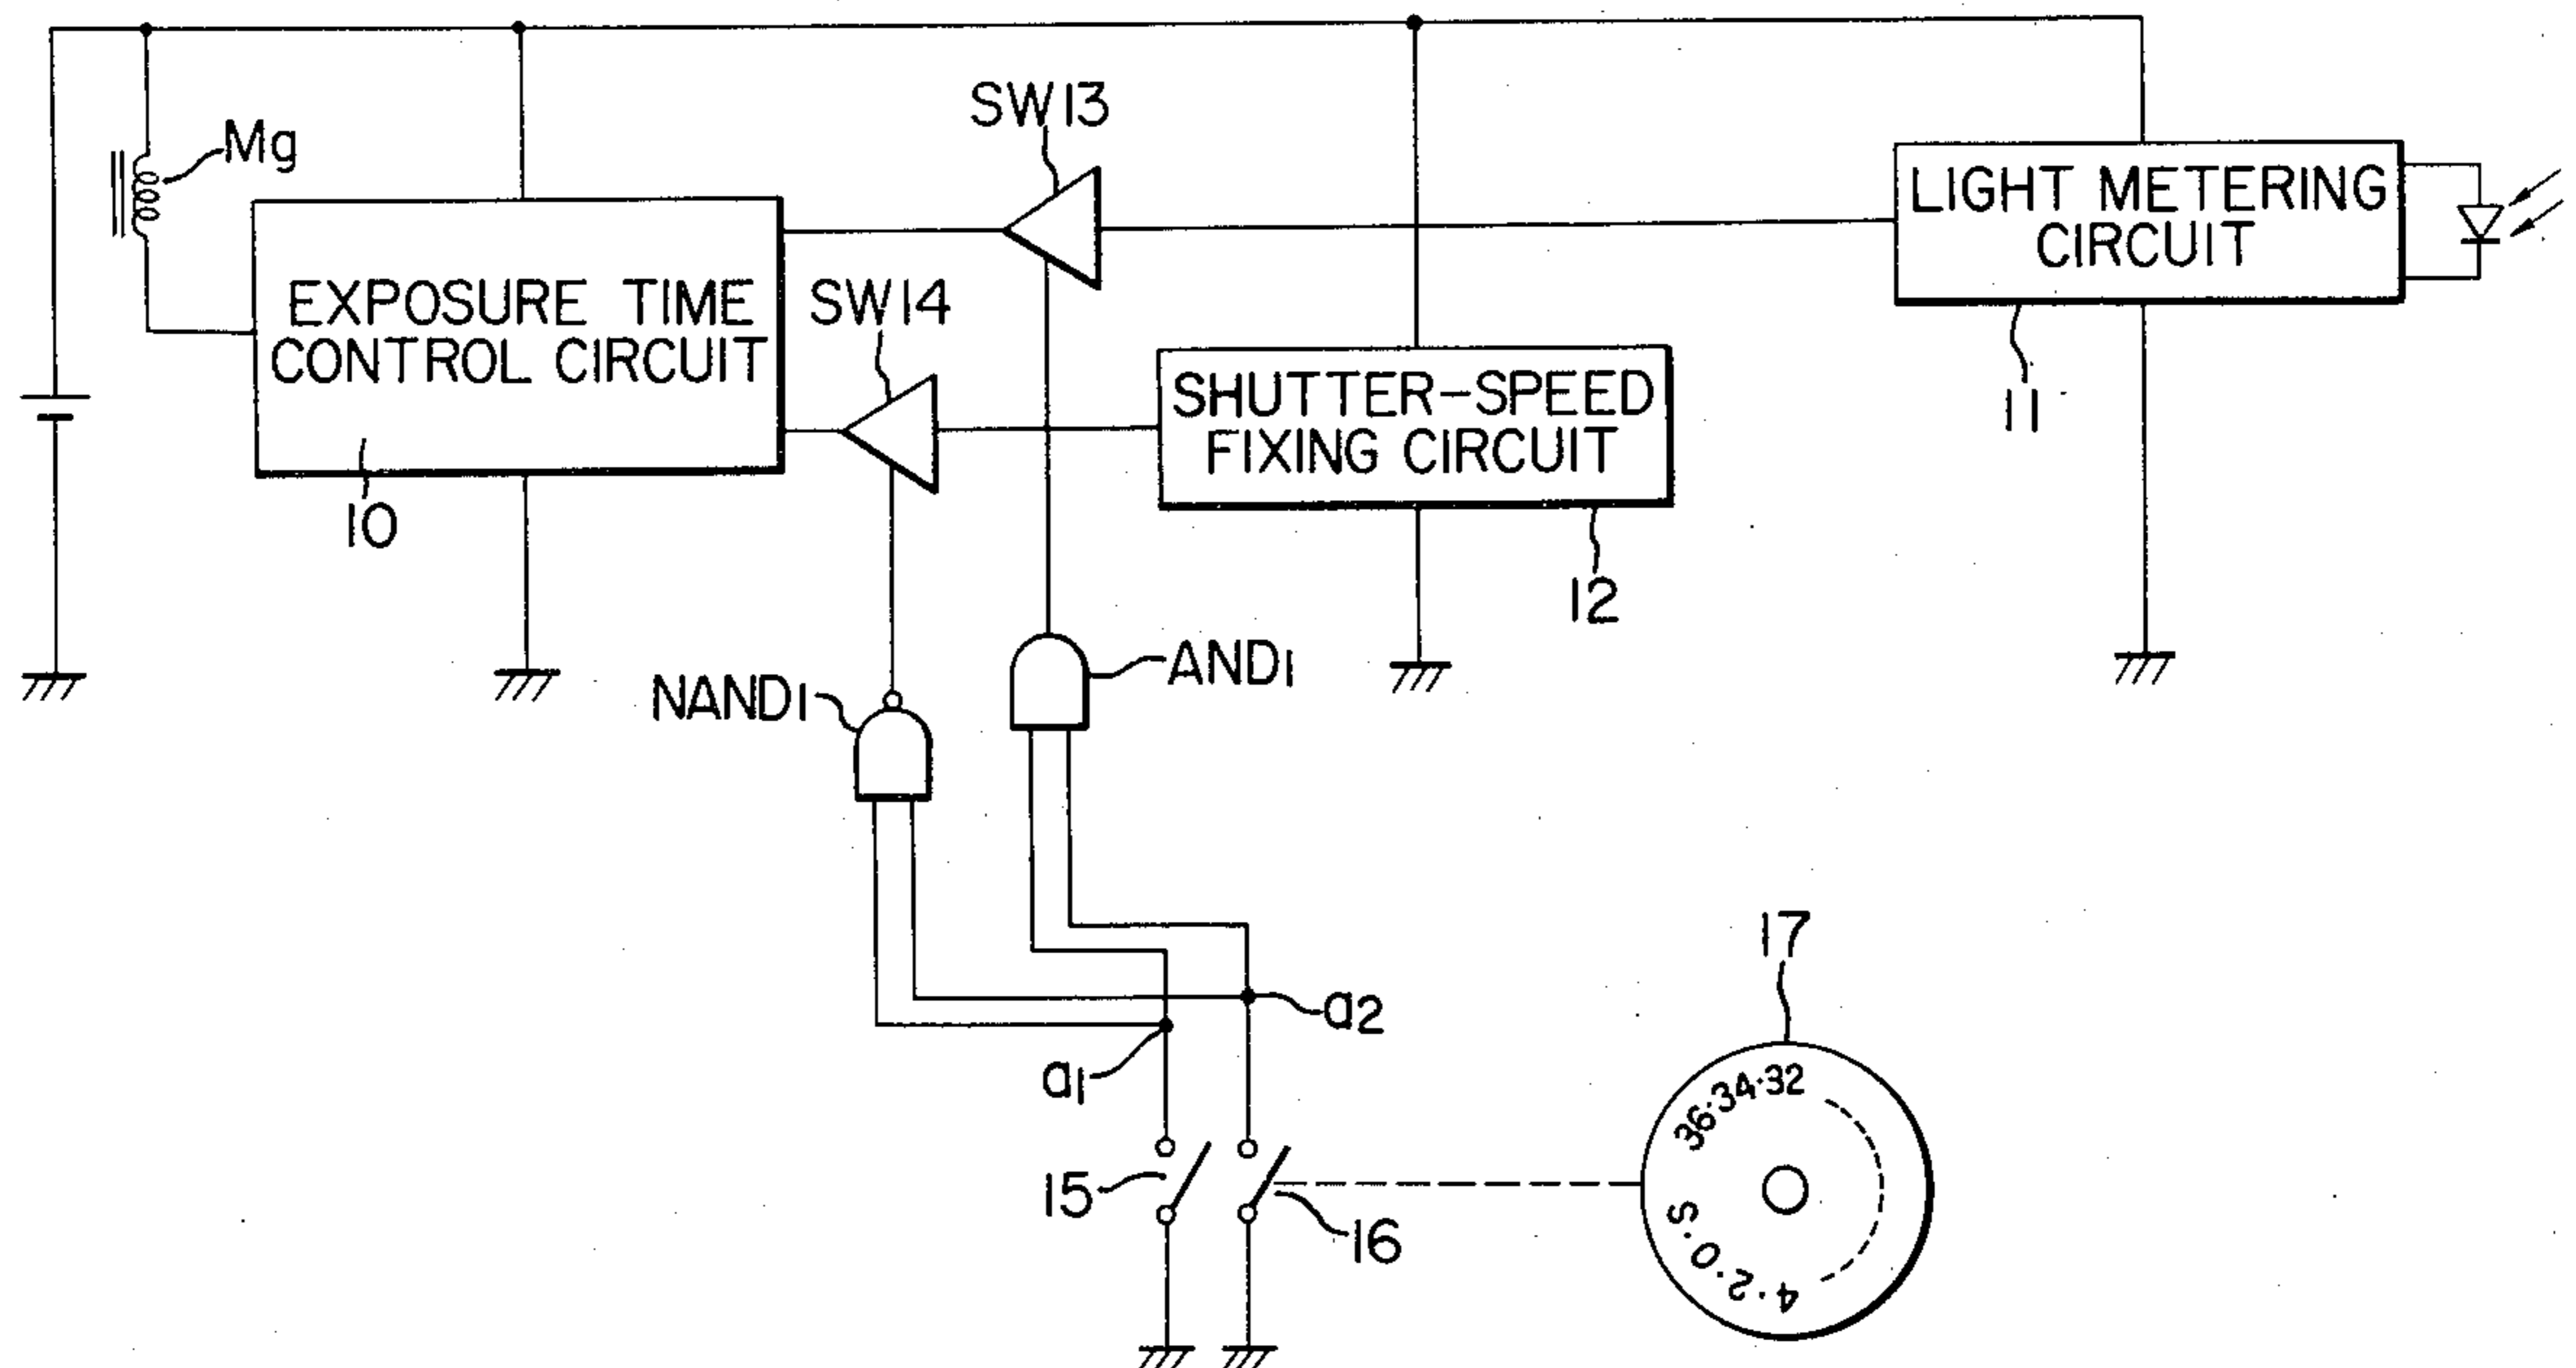 SW13
Mg
LIGHT METERING
CIRCUIT
EXPOSURE TIME
CONTROL CIRCUIT
SW14
SHUTTER-SPEED
FIXING CIRCUIT
11
10
12
AND1
NAND1
17
a2
a1
36·34·32
15
16
S·0·2·4